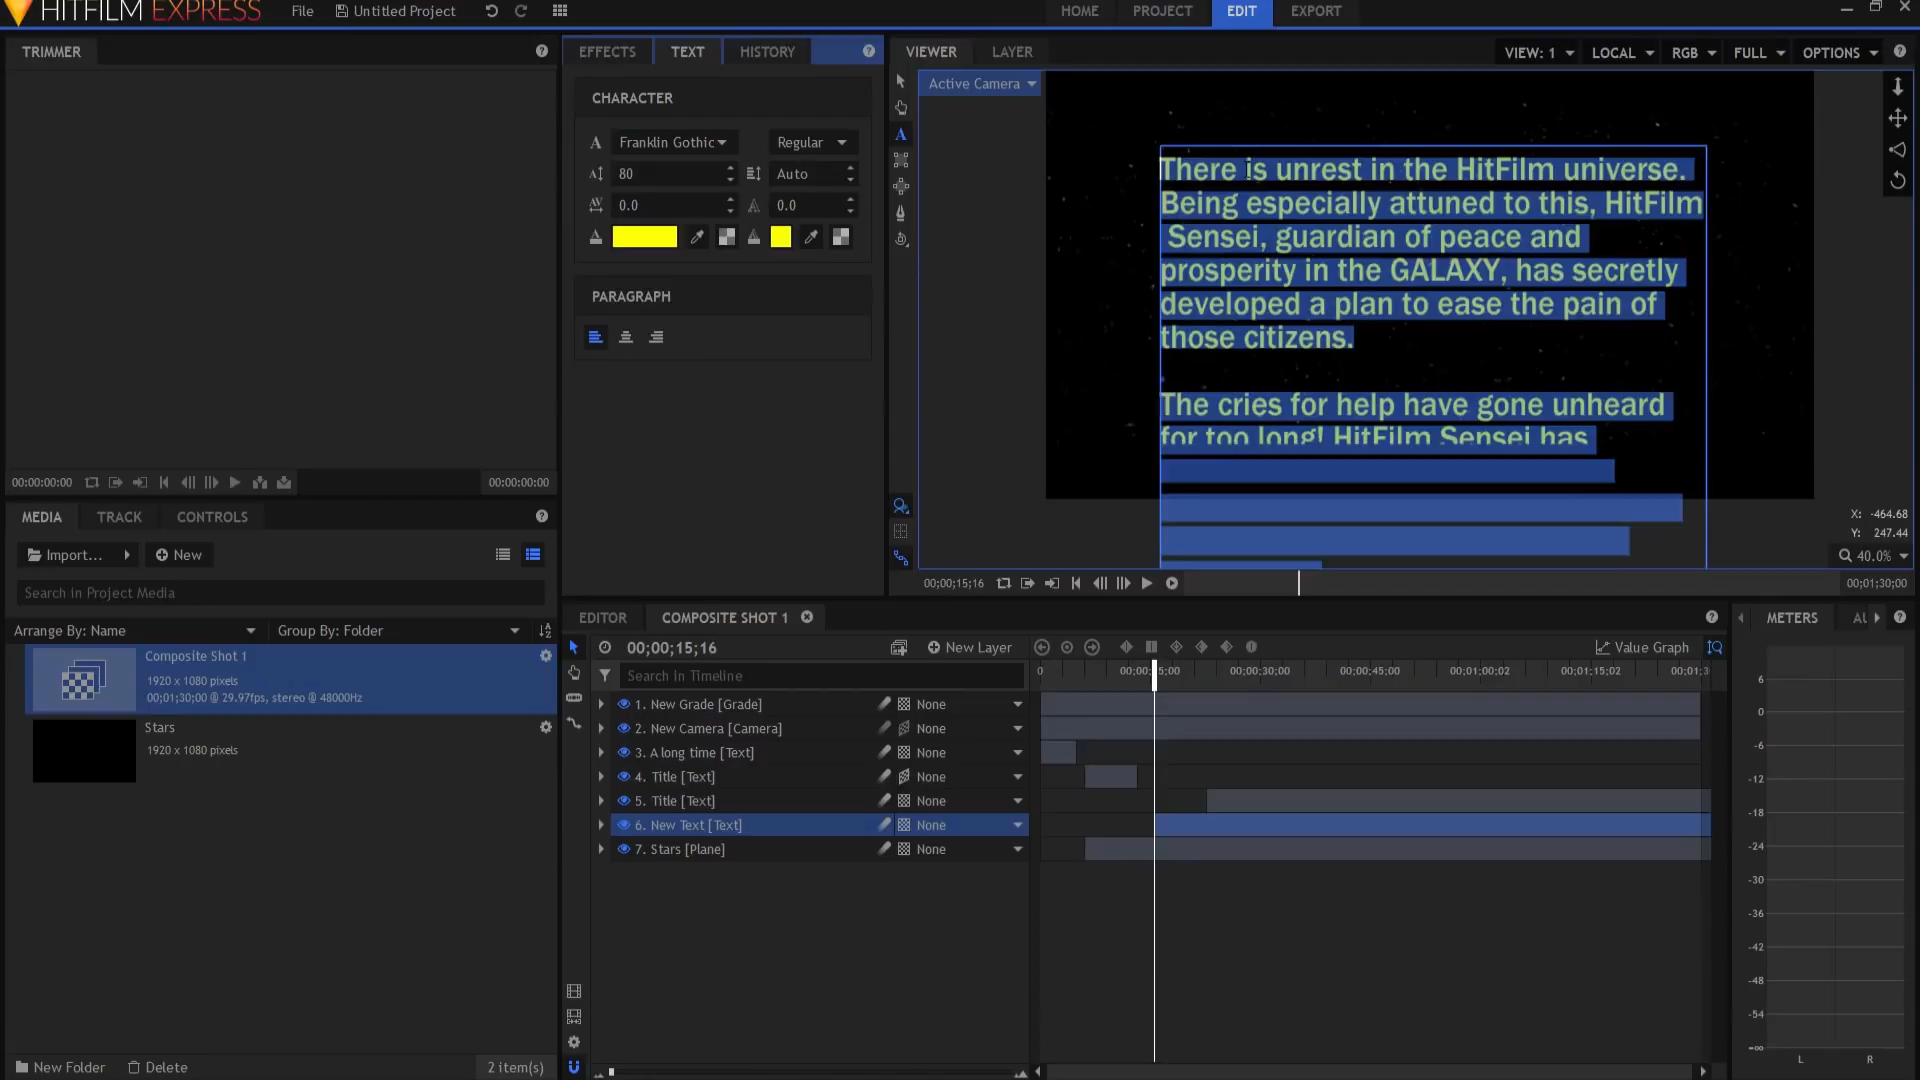 HITFILM EXPRESS
File
Untitled Project
HOME
PROJECT
EDIT
EXPORT
TRIMMER
EFFECTS
TEXT
HISTORY
VIEWER
LAYER
VIEW: 1
LOCAL
RGB
FULL
OPTIONS
Active Camera
CHARACTER
Franklin Gothic
Regular
80
Auto
0.0
0.0
PARAGRAPH
There is unrest in the HitFilm universe.
Being especially attuned to this, HitFilm
Sensei, guardian of peace and
prosperity in the GALAXY, has secretly
developed a plan to ease the pain of
those citizens.
The cries for help have gone unheard
for too long! HitFilm Sensei has
X: -464.68
Y: 247.44
40.0%
00:00:00:00
00:00:00:00
00;00;15;16
00;01;30;00
MEDIA
TRACK
CONTROLS
Import...
New
Search in Project Media
Arrange By: Name
Group By: Folder
Composite Shot 1
1920 x 1080 pixels
00;01;30;00 @ 29.97fps, stereo @ 48000Hz
Stars
1920 x 1080 pixels
New Folder
Delete
2 item(s)
EDITOR
COMPOSITE SHOT 1
00;00;15;16
New Layer
Value Graph
Search in Timeline
0
00;00;30;00
00;00;45;00
00;01;00;02
00;01;15;02
1. New Grade [Grade]
None
2. New Camera [Camera]
None
3. A long time [Text]
None
4. Title [Text]
None
5. Title [Text]
None
6. New Text [Text]
None
7. Stars [Plane]
None
METERS
6
0
-6
-12
-18
-24
-30
-36
-42
-48
-54
-∞
L
R